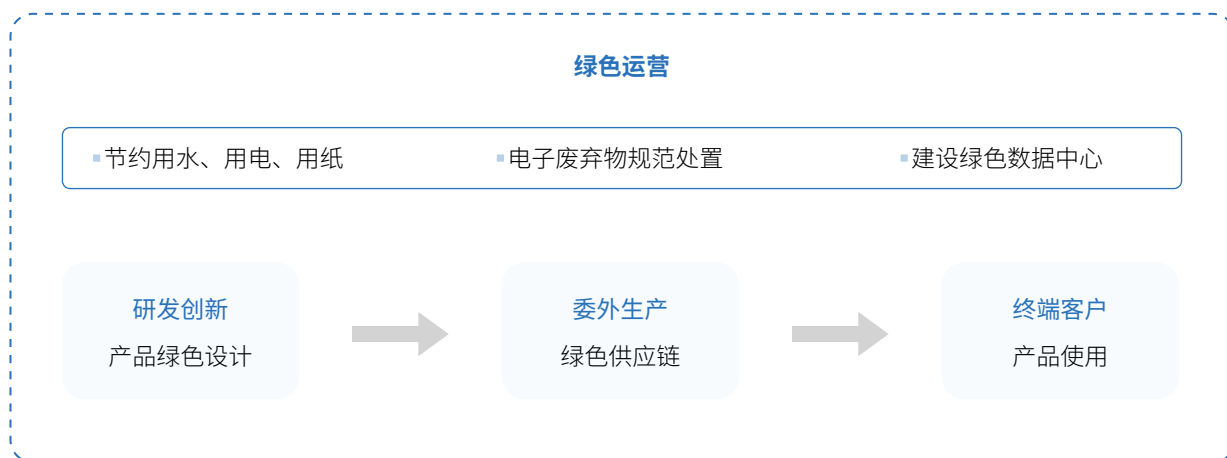 绿色运营
▪节约用水、用电、用纸 ▪电子废弃物规范处置 ▪建设绿色数据中心
研发创新 委外生产 终端客户
产品绿色设计 绿色供应链 产品使用